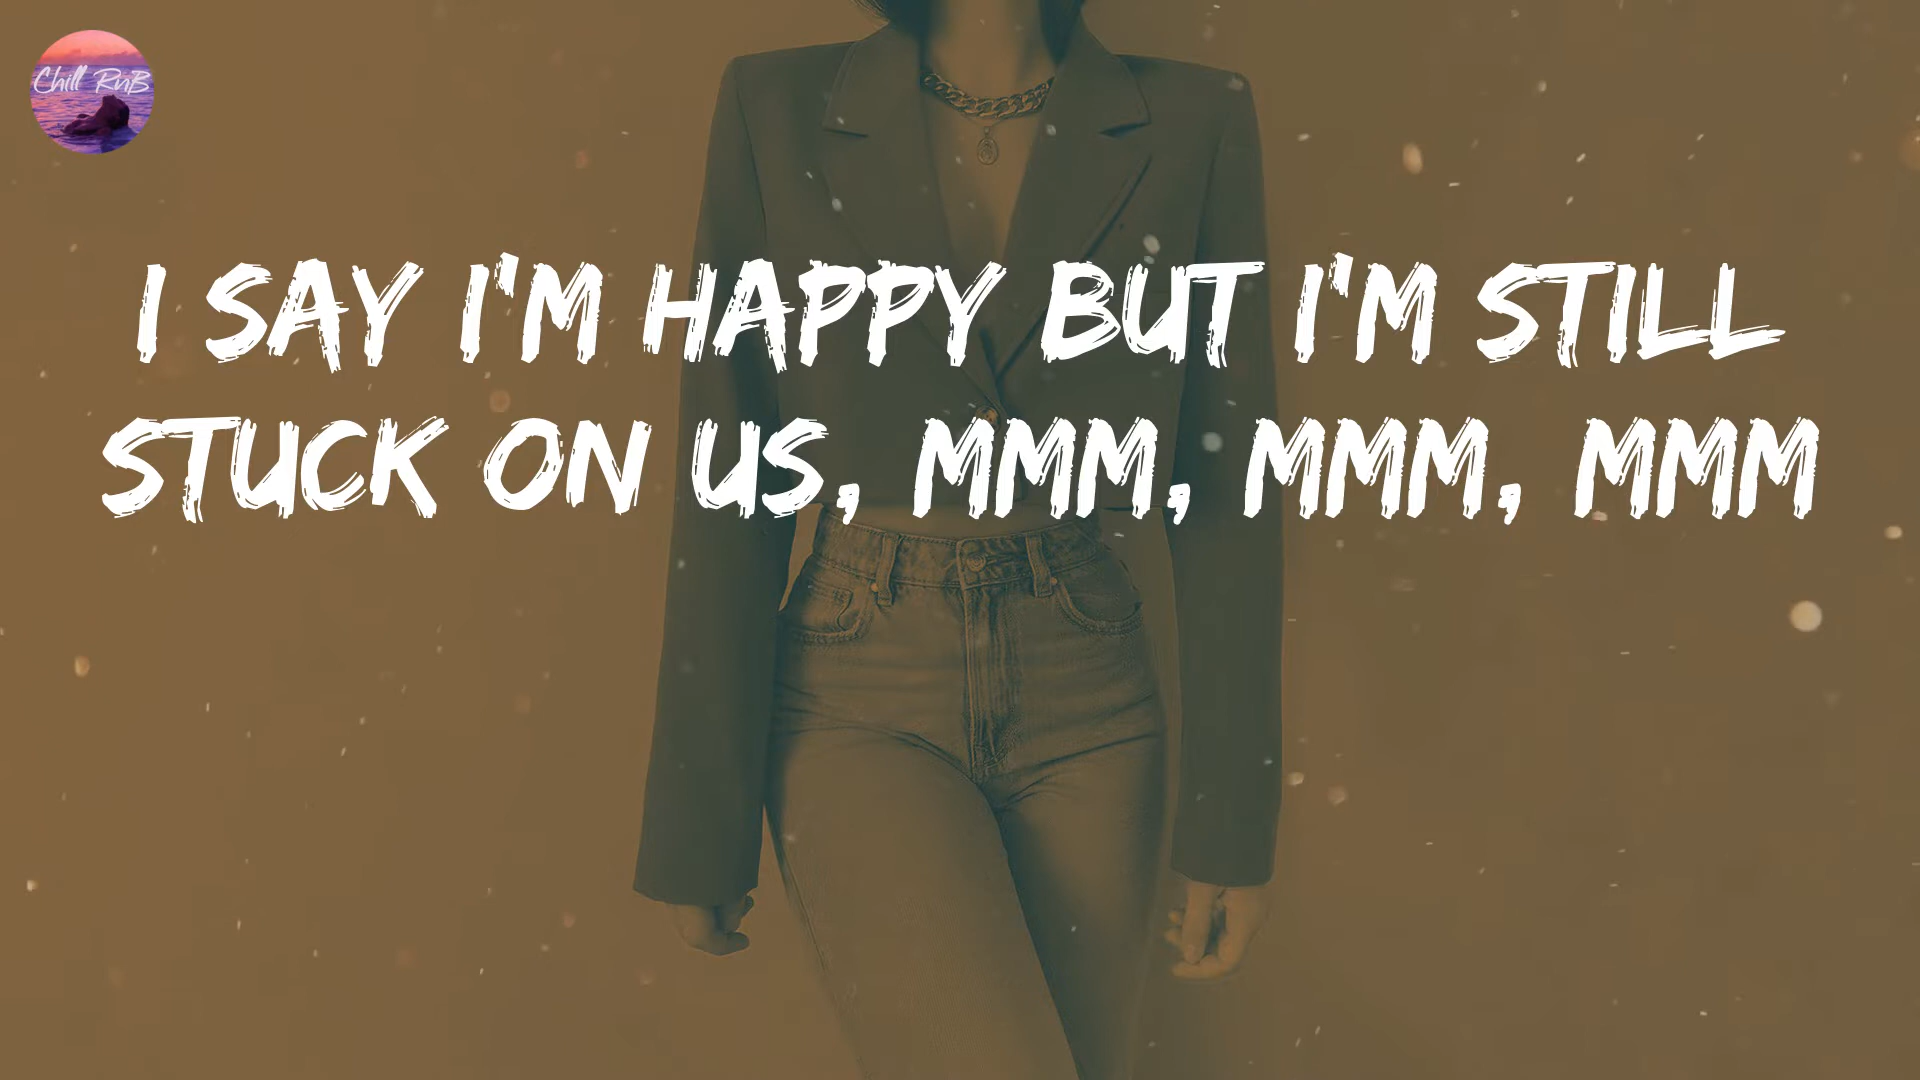 Chill RnB
I SAY I'M HAPPY BUT I'M STILL
STUCK ON US, MMM, MMM, MMM